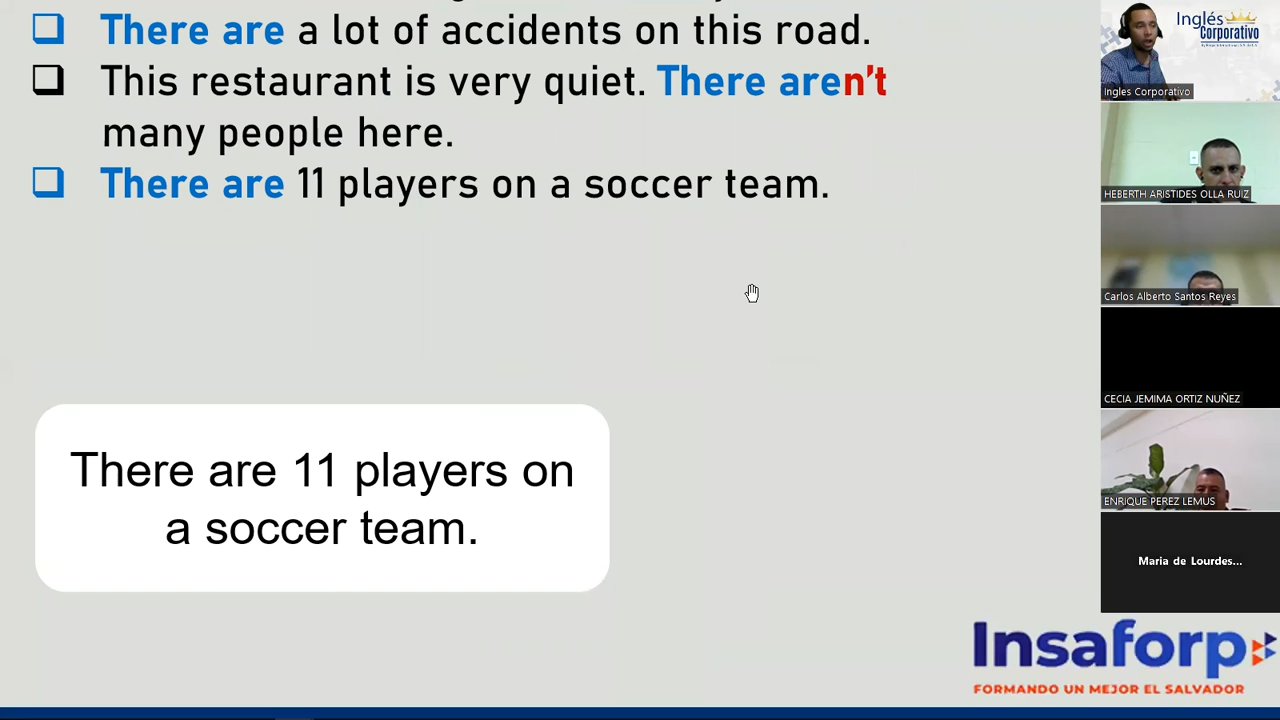 There are a lot of accidents on this road.
This restaurant is very quiet. There aren't
many people here.
There are 11 players on a soccer team.
There are 11 players on
a soccer team.
Inglés
Corporativo
Ingles Corporativo
HEBERTH ARISTIDES OLLA RUIZ
Carlos Alberto Santos Reyes
CECIA JEMIMA ORTIZ NUÑEZ
ENRIQUE PEREZ LEMUS
Maria de Lourdes...
Insaforp
FORMANDO UN MEJOR EL SALVADOR